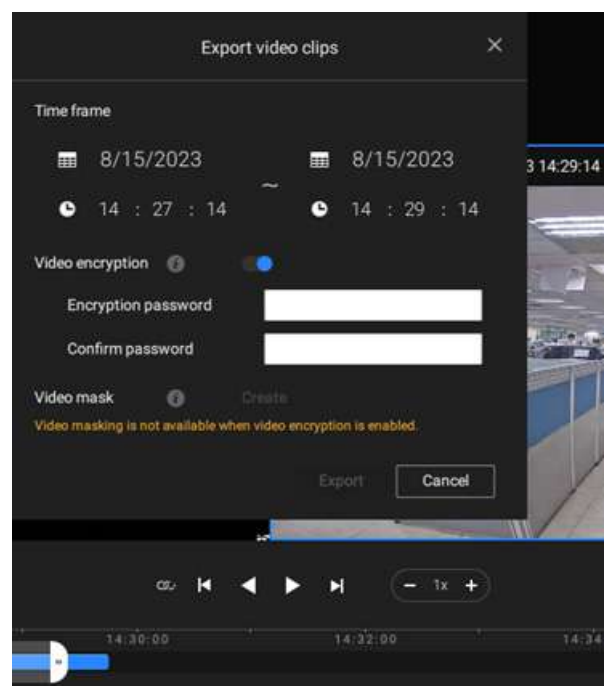 Export video clips
Time frame
8/15/2023 8/15/2023
3 14:29:14
14 : 27 : 14 ~ 14 : 29 : 14
Video encryption
Encryption password
Confirm password
Video mask Create
Video masking is not available when video encryption is enabled.
Export Cancel
1x
14:30:00 14:32:00 14:34